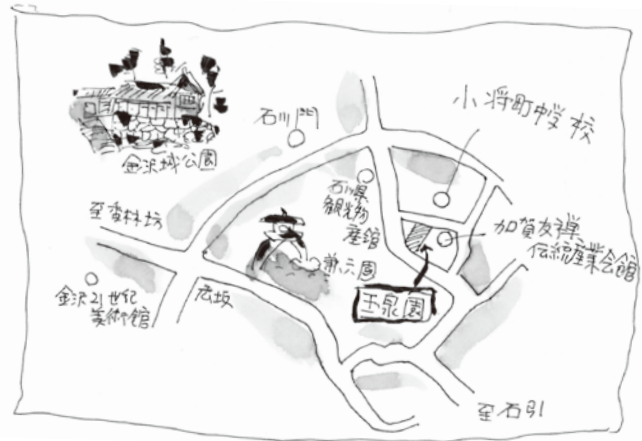 金沢城公園
石川門
小将町中学校
至香林坊
石川県
観光物
産館
加賀友禅
伝統産業会館
兼六園
金沢21世紀
美術館
広坂
玉泉園
至石引